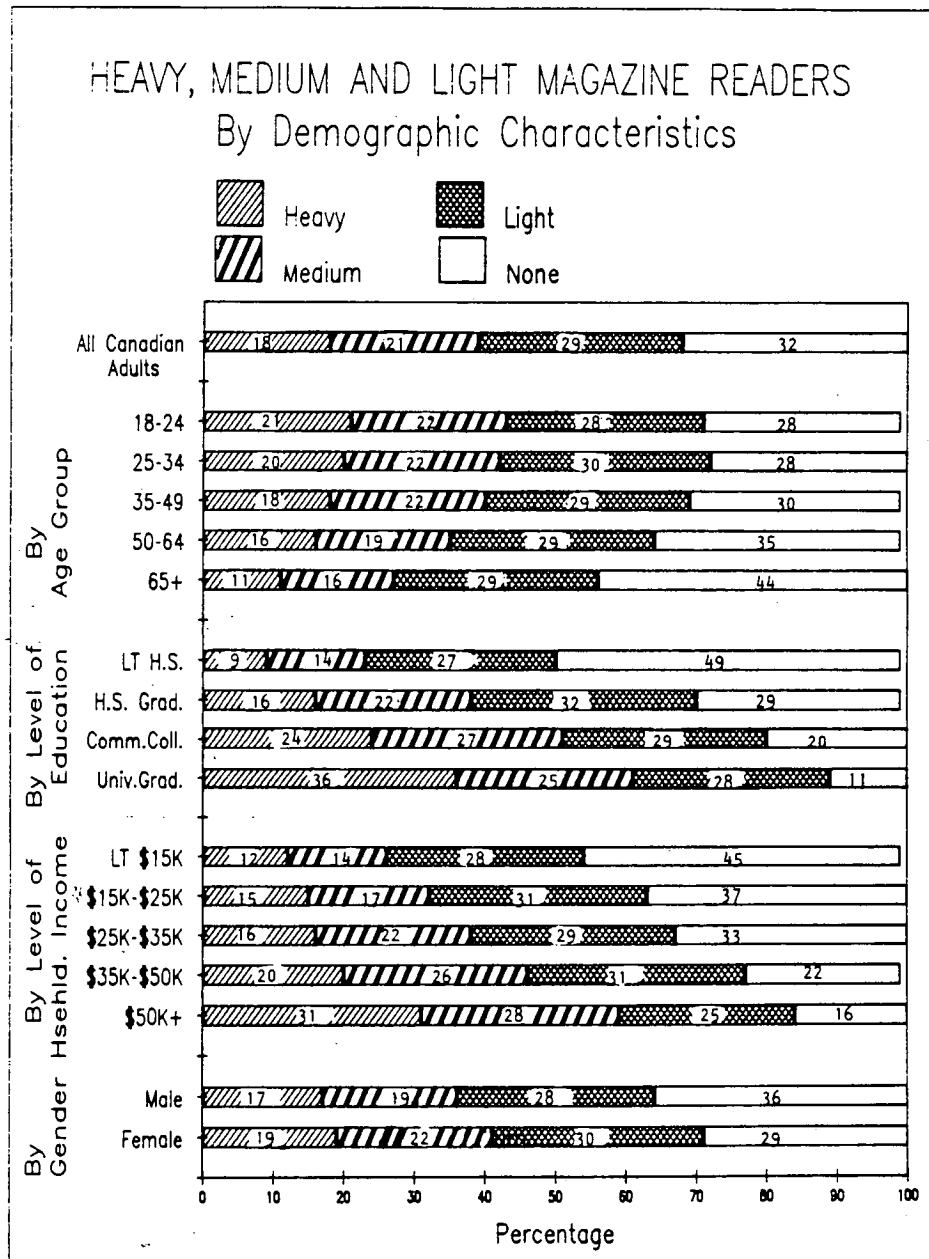 HEAVY, MEDIUM AND LIGHT MAGAZINE READERS
By Demographic Characteristics
Heavy
Light
Medium
None
All Canadian
Adults
18 21 29 32
By
Age Group
18-24 21 22 28 28
25-34 20 22 30 28
35-49 18 22 29 30
50-64 16 19 29 35
65+ 11 16 29 44
By Level of
Education
LT H.S. 9 14 27 49
H.S. Grad. 16 22 32 29
Comm.Coll. 24 27 29 20
Univ.Grad. 36 25 28 11
By Level of
Hsehld. Income
LT $15K 12 14 28 45
$15K-$25K 15 17 31 37
$25K-$35K 16 22 29 33
$35K-$50K 20 26 31 22
$50K+ 31 28 25 16
By
Gender
Male 17 19 28 36
Female 19 22 30 29
0 10 20 30 40 50 60 70 80 90 100
Percentage